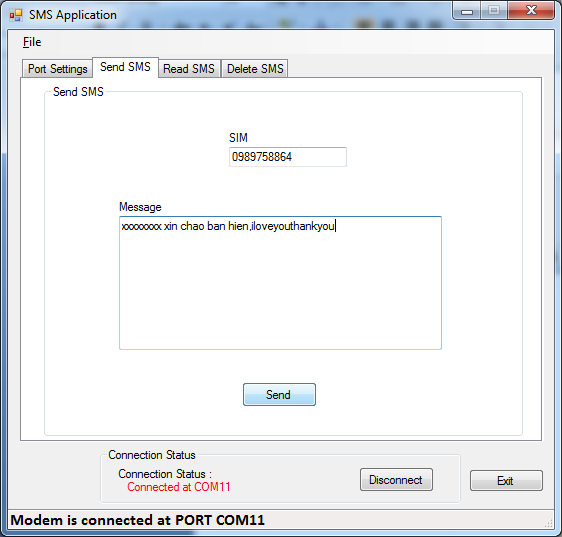 SMS Application
File
Port Settings Send SMS Read SMS Delete SMS
Send SMS
SIM
0989758864
Message
xxxxxxxx xin chao ban hien,iloveyouthankyou
Send
Connection Status
Connection Status :
Connected at COM11
Disconnect
Exit
Modem is connected at PORT COM11